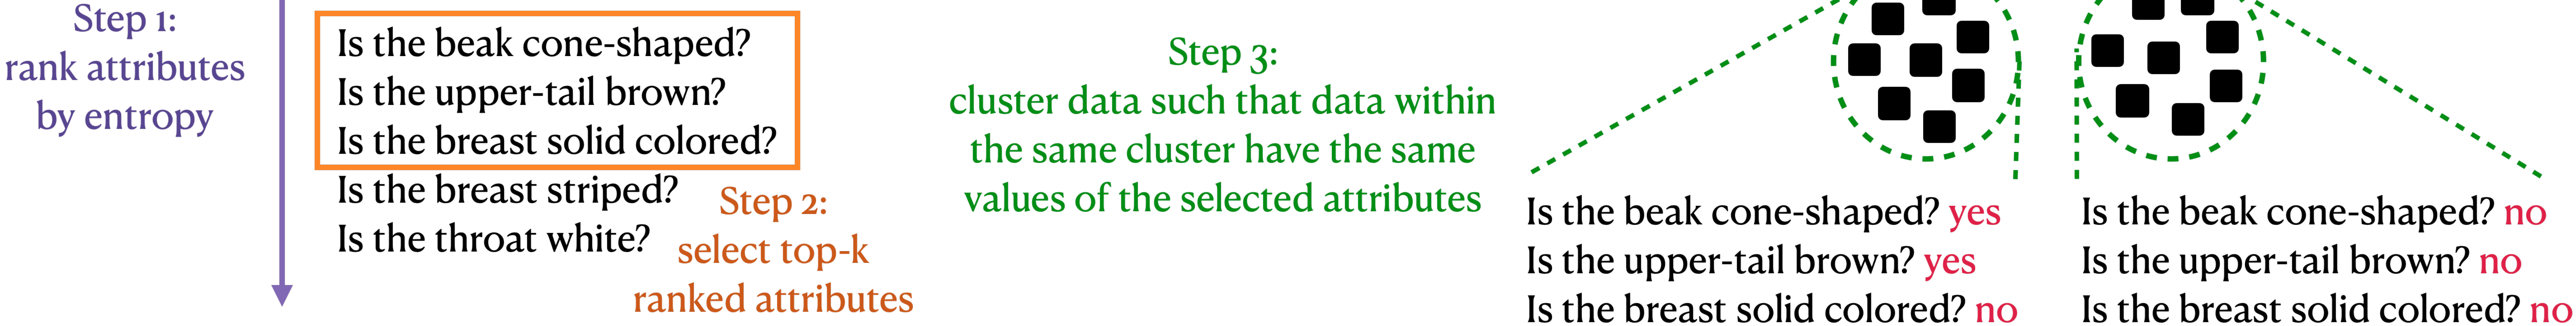 Step 1:
rank attributes
by entropy
Is the beak cone-shaped?
Is the upper-tail brown?
Is the breast solid colored?
Is the breast striped?
Is the throat white?
Step 2:
select top-k
ranked attributes
Step 3:
cluster data such that data within
the same cluster have the same
values of the selected attributes
Is the beak cone-shaped? yes
Is the upper-tail brown? yes
Is the breast solid colored? no
Is the beak cone-shaped? no
Is the upper-tail brown? no
Is the breast solid colored? no